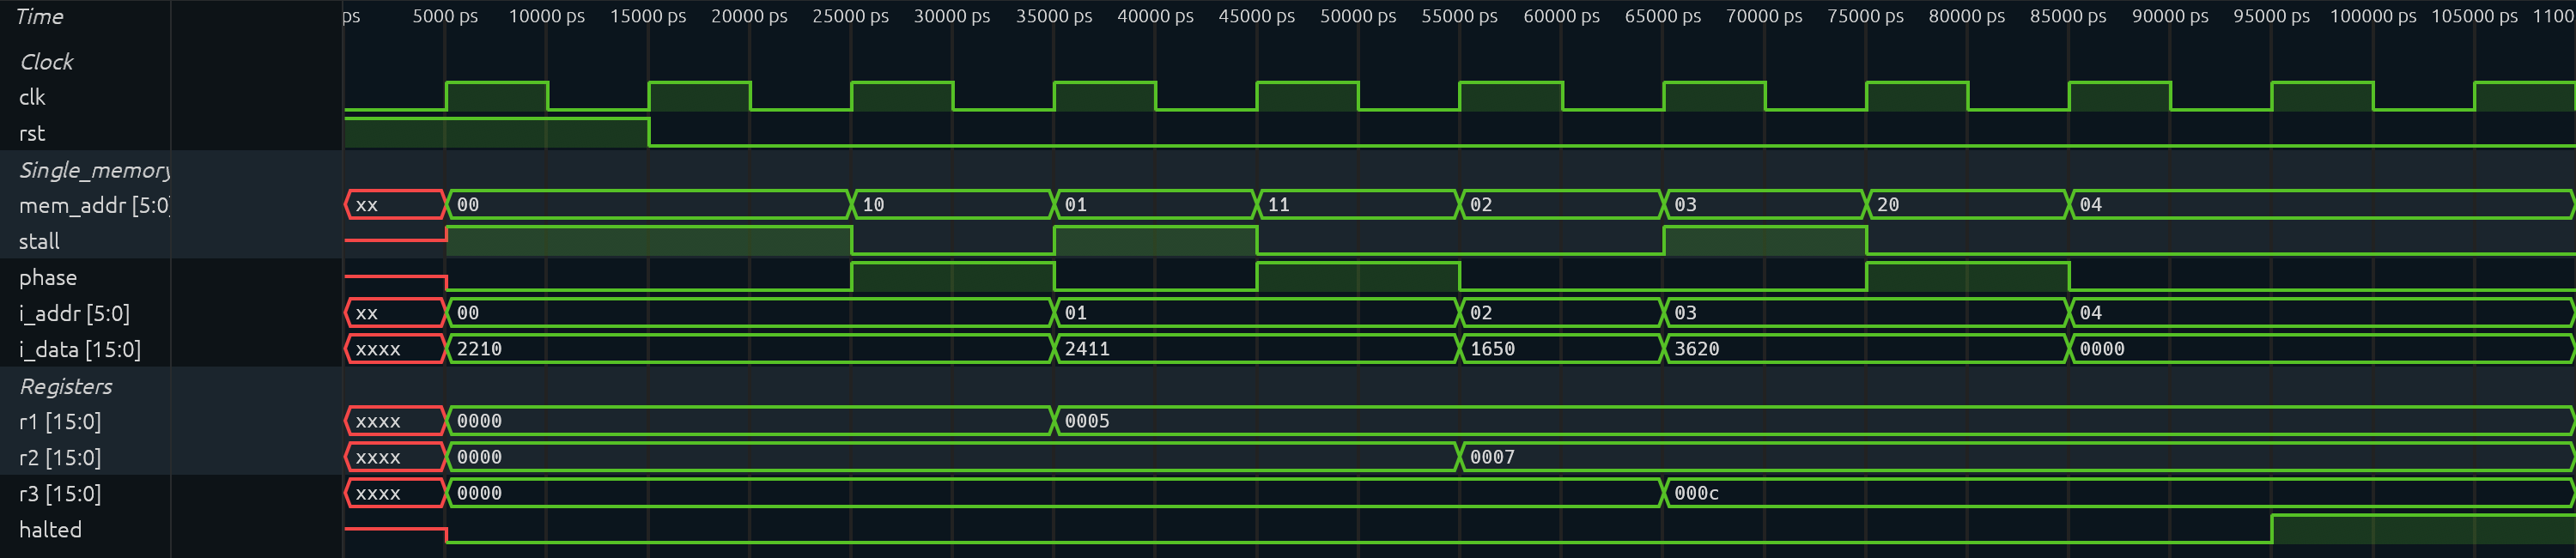 Time ps 5000 ps 10000 ps 15000 ps 20000 ps 25000 ps 30000 ps 35000 ps 40000 ps 45000 ps 50000 ps 55000 ps 60000 ps 65000 ps 70000 ps 75000 ps 80000 ps 85000 ps 90000 ps 95000 ps 100000 ps 105000 ps 1100
Clock
clk
rst
Single_memory
mem_addr [5:0] xx 00 10 01 11 02 03 20 04
stall
phase
i_addr [5:0] xx 00 01 02 03 04
i_data [15:0] xxxx 2210 2411 1650 3620 0000
Registers
r1 [15:0] xxxx 0000 0005
r2 [15:0] xxxx 0000 0007
r3 [15:0] xxxx 0000 000c
halted